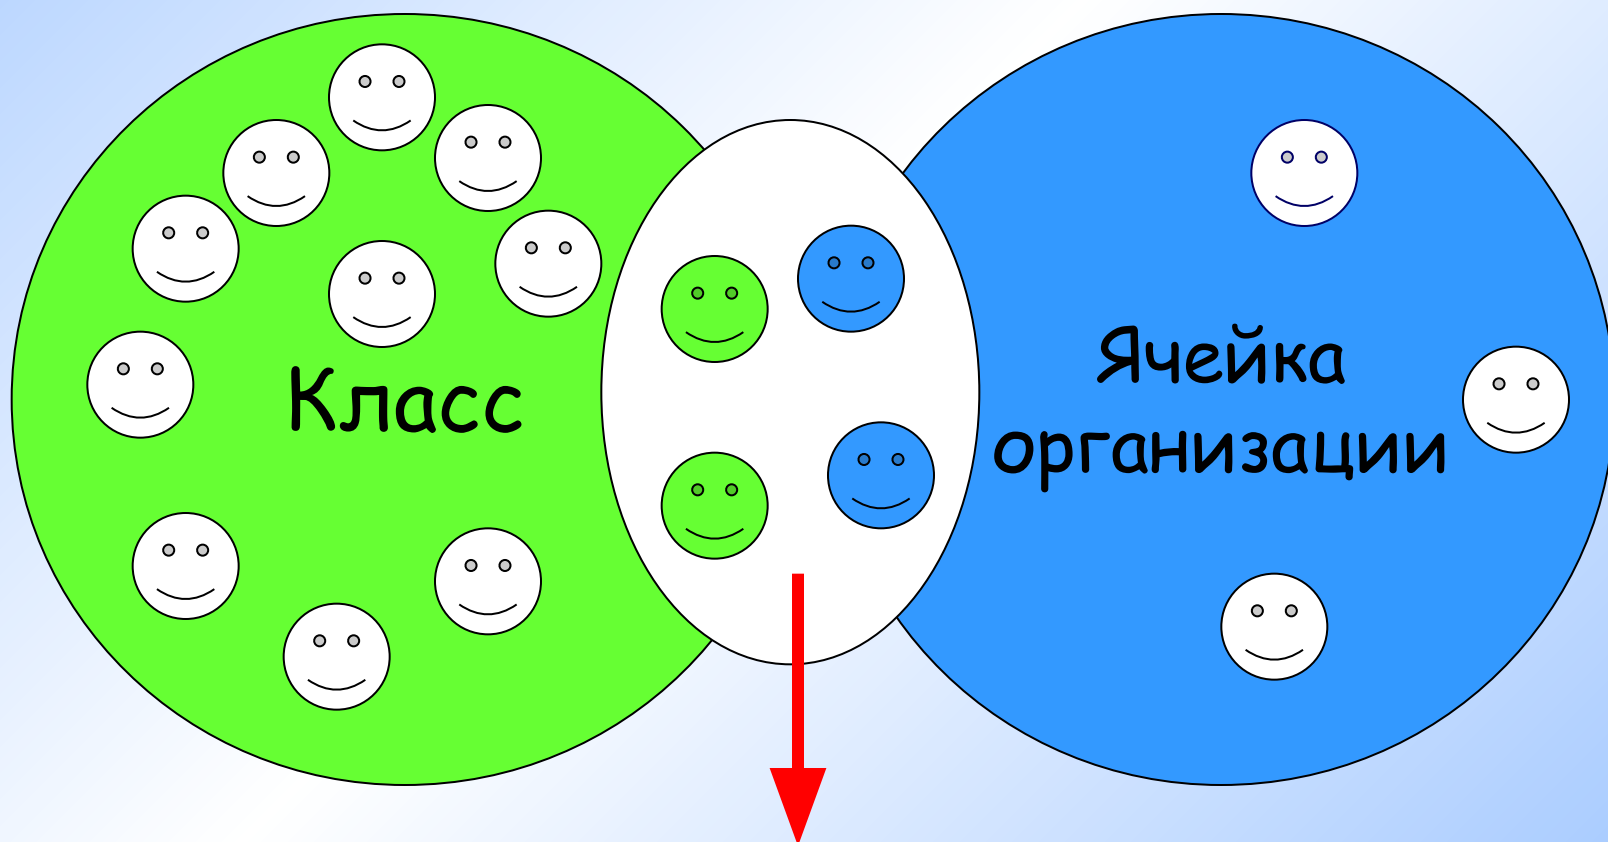 Класс
Ячейка
организации